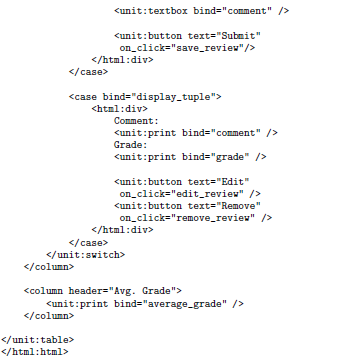 <unit:textbox bind="comment" />
<unit:button text="Submit"
on_click="save_review"/>
</html:div>
</case>
<case bind="display_tuple">
<html:div>
Comment:
<unit:print bind="comment" />
Grade:
<unit:print bind="grade" />
<unit:button text="Edit"
on_click="edit_review" />
<unit:button text="Remove"
on_click="remove_review" />
</html:div>
</case>
</unit:switch>
</column>
<column header="Avg. Grade">
<unit:print bind="average_grade" />
</column>
</unit:table>
</html:html>